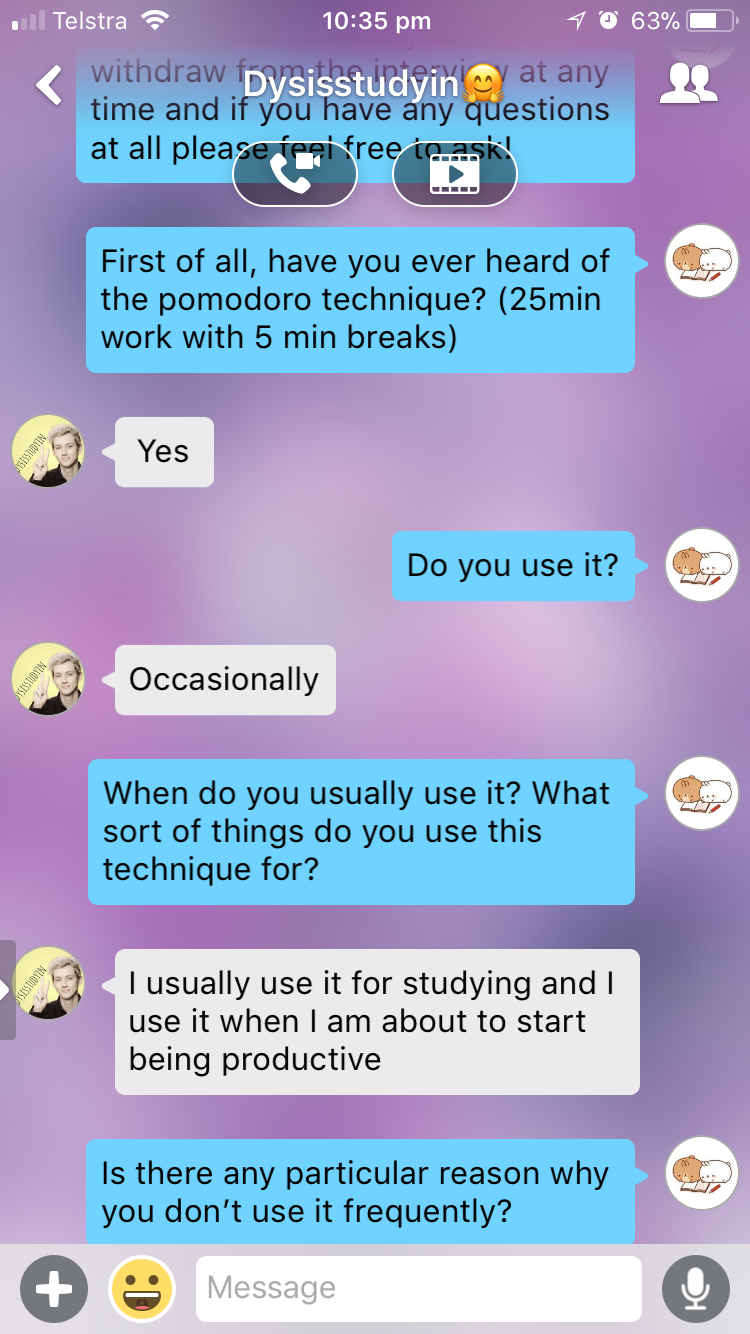 Telstra 10:35 pm 63%
Dysisstudyin🤗
withdraw from the interview at any
time and if you have any questions
at all please feel free to ask!
First of all, have you ever heard of
the pomodoro technique? (25min
work with 5 min breaks)
DYSISSTUDYIN
Yes
Do you use it?
DYSISSTUDYIN
Occasionally
When do you usually use it? What
sort of things do you use this
technique for?
DYSISSTUDYIN
I usually use it for studying and I
use it when I am about to start
being productive
Is there any particular reason why
you don’t use it frequently?
Message